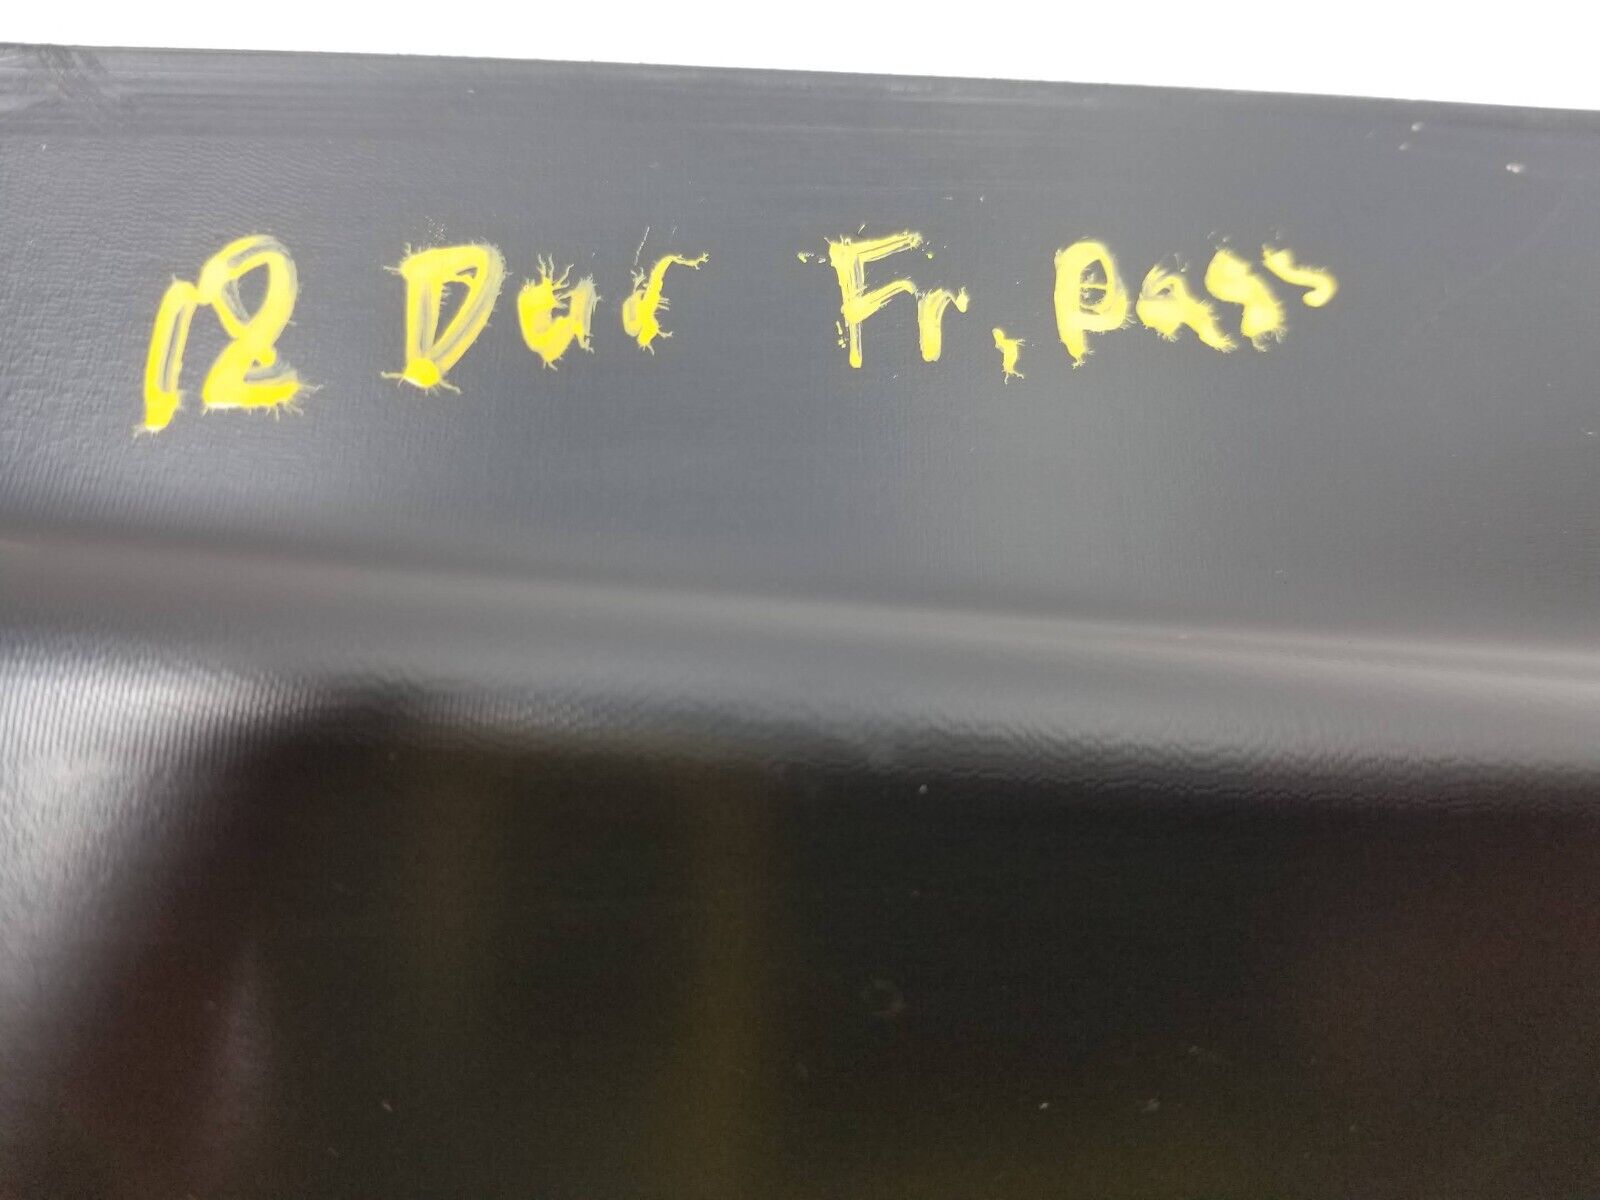 12 Dur Fr, Pass